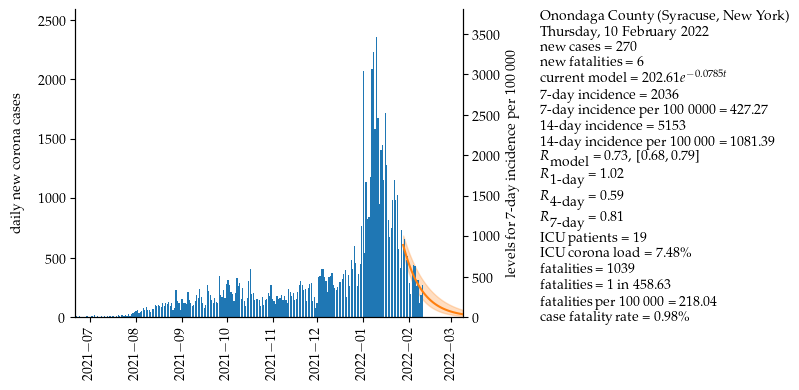 daily new corona cases
2500
2000
1500
1000
500
0
2021-07
2021-08
2021-09
2021-10
2021-11
2021-12
2022-01
2022-02
2022-03
3500
3000
2500
2000
1500
1000
500
0
levels for 7-day incidence per 100 000
Onondaga County (Syracuse, New York)
Thursday, 10 February 2022
new cases = 270
new fatalities = 6
current model = 202.61e^{-0.0785t}
7-day incidence = 2036
7-day incidence per 100 0000 = 427.27
14-day incidence = 5153
14-day incidence per 100 000 = 1081.39
R_model = 0.73, [0.68, 0.79]
R_1-day = 1.02
R_4-day = 0.59
R_7-day = 0.81
ICU patients = 19
ICU corona load = 7.48%
fatalities = 1039
fatalities = 1 in 458.63
fatalities per 100 000 = 218.04
case fatality rate = 0.98%